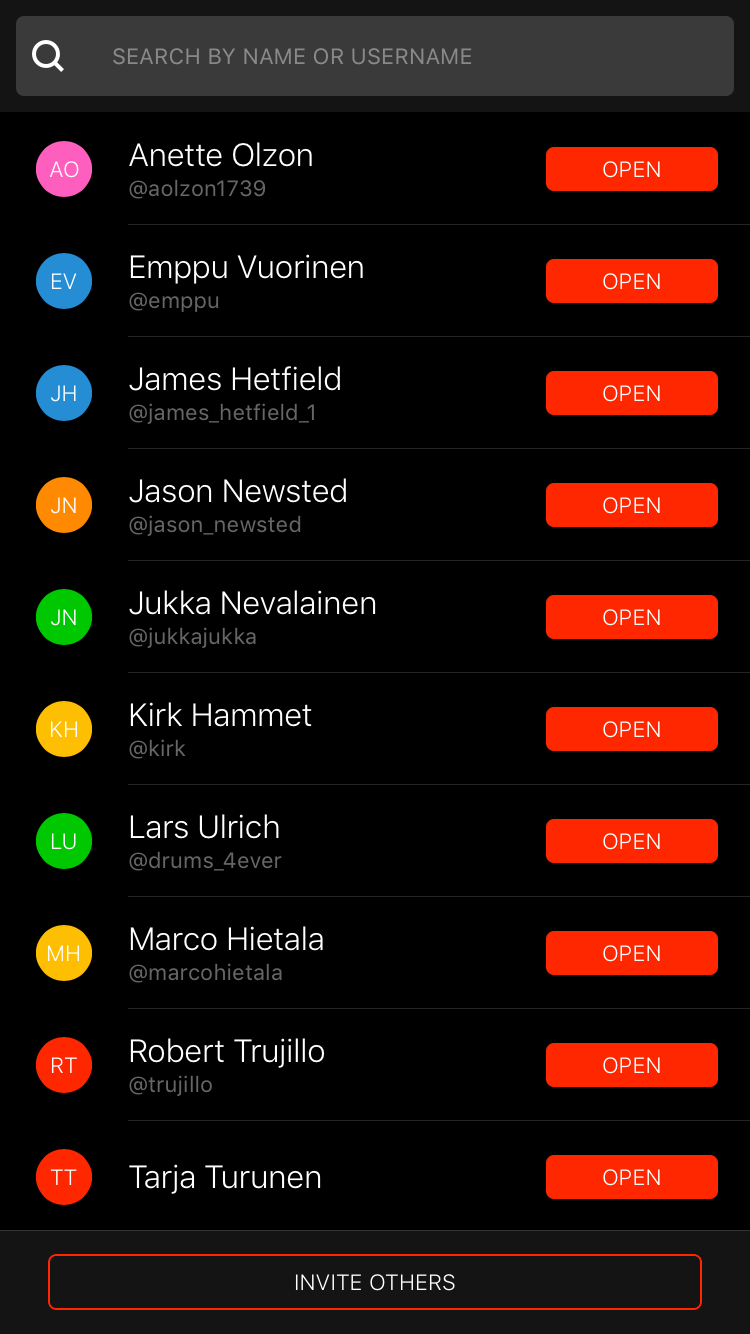 SEARCH BY NAME OR USERNAME
AO
Anette Olzon
@aolzon1739
OPEN
EV
Emppu Vuorinen
@emppu
OPEN
JH
James Hetfield
@james_hetfield_1
OPEN
JN
Jason Newsted
@jason_newsted
OPEN
JN
Jukka Nevalainen
@jukkajukka
OPEN
KH
Kirk Hammet
@kirk
OPEN
LU
Lars Ulrich
@drums_4ever
OPEN
MH
Marco Hietala
@marcohietala
OPEN
RT
Robert Trujillo
@trujillo
OPEN
TT
Tarja Turunen
OPEN
INVITE OTHERS